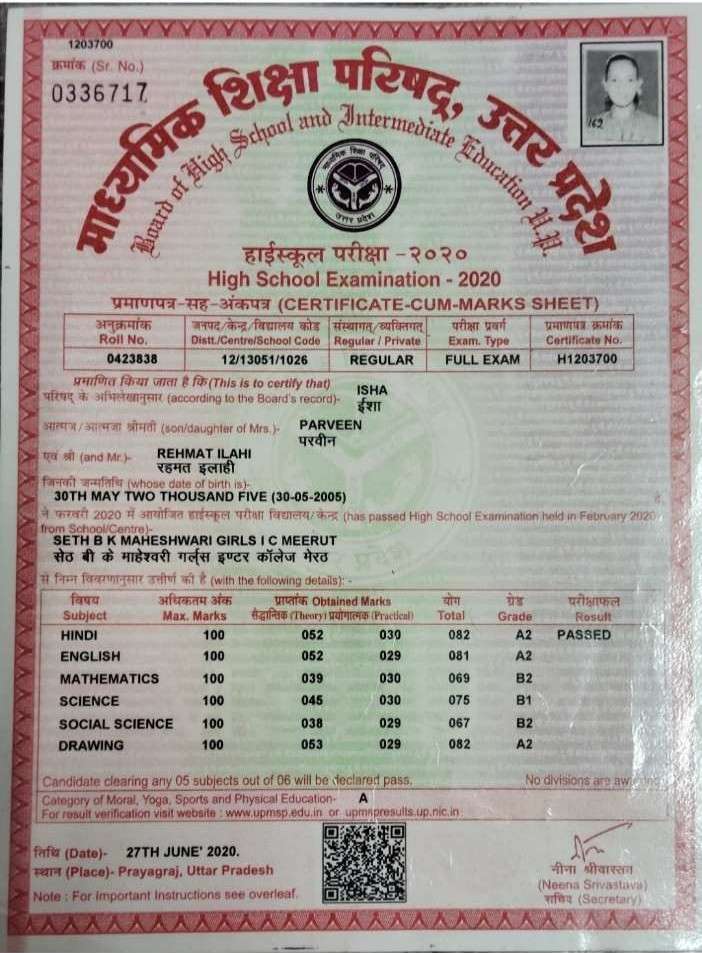 1203700
क्रमांक (Sr. No.)
0336717
माध्यमिक शिक्षा परिषद्, उत्तर प्रदेश
Board of High School and Intermediate Education U.P.
माध्यमिक शिक्षा परिषद्
उत्तर प्रदेश
162
हाईस्कूल परीक्षा -२०२०
High School Examination - 2020
प्रमाणपत्र-सह-अंकपत्र (CERTIFICATE-CUM-MARKS SHEET)
अनुक्रमांक जनपद/केन्द्र/विद्यालय कोड संस्थागत/व्यक्तिगत परीक्षा प्रवर्ग प्रमाणपत्र क्रमांक
Roll No. Distt./Centre/School Code Regular / Private Exam. Type Certificate No.
0423838 12/13051/1026 REGULAR FULL EXAM H1203700
प्रमाणित किया जाता है कि (This is to certify that)
परिषद् के अभिलेखानुसार (according to the Board's record)- ISHA
ईशा
आत्मज/आत्मजा श्रीमती (son/daughter of Mrs.)- PARVEEN
परवीन
एवं श्री (and Mr.)- REHMAT ILAHI
रहमत इलाही
जिनकी जन्मतिथि (whose date of birth is)-
30TH MAY TWO THOUSAND FIVE (30-05-2005) है,
ने फरवरी 2020 में आयोजित हाईस्कूल परीक्षा विद्यालय/केन्द्र (has passed High School Examination held in February 2020
from School/Centre)-
SETH B K MAHESHWARI GIRLS I C MEERUT
सेठ बी के माहेश्वरी गर्ल्स इण्टर कॉलेज मेरठ
से निम्न विवरणानुसार उत्तीर्ण की है (with the following details): -
विषय अधिकतम अंक प्राप्तांक Obtained Marks योग ग्रेड परीक्षाफल
Subject Max. Marks सैद्धान्तिक (Theory) प्रयोगात्मक (Practical) Total Grade Result
HINDI 100 052 030 082 A2 PASSED
ENGLISH 100 052 029 081 A2
MATHEMATICS 100 039 030 069 B2
SCIENCE 100 045 030 075 B1
SOCIAL SCIENCE 100 038 029 067 B2
DRAWING 100 053 029 082 A2
Candidate clearing any 05 subjects out of 06 will be declared pass. No divisions are awarded
Category of Moral, Yoga, Sports and Physical Education- A
For result verification visit website : www.upmsp.edu.in or upmspresults.up.nic.in
तिथि (Date)- 27TH JUNE' 2020.
स्थान (Place)- Prayagraj, Uttar Pradesh
Note : For Important Instructions see overleaf.
नीना श्रीवास्तव
(Neena Srivastava)
सचिव (Secretary)